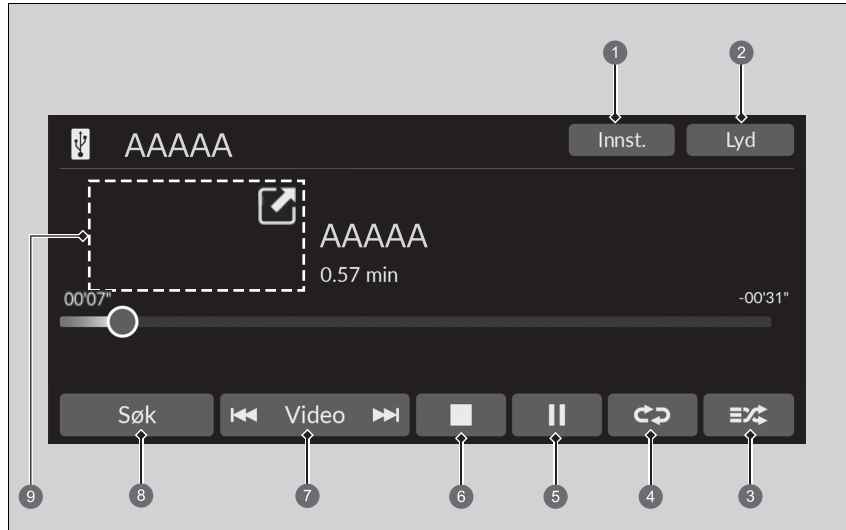 1 2
AAAAA Innst. Lyd
AAAAA
0.57 min
00'07" -00'31"
Søk Video
9 8 7 6 5 4 3